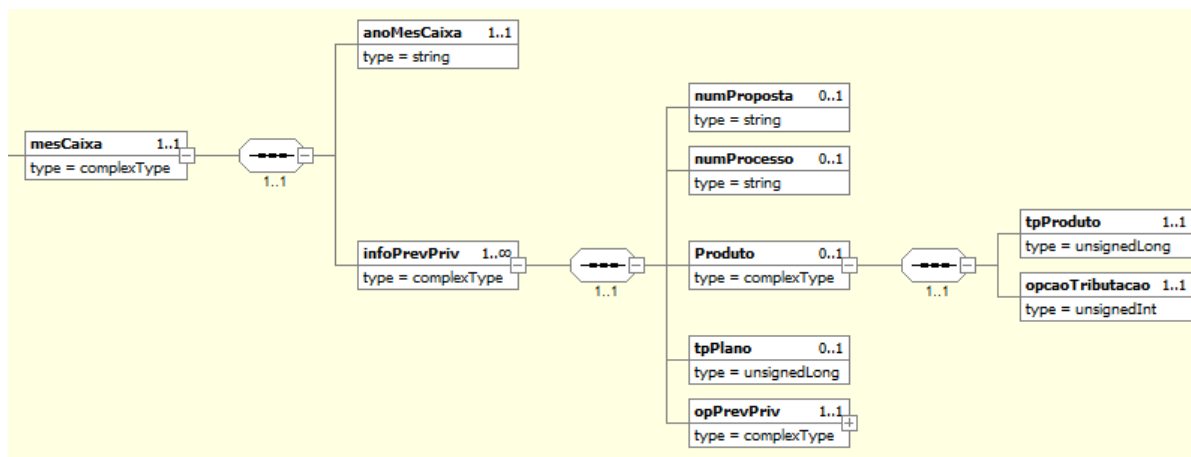 anoMesCaixa 1..1
type = string
numProposta 0..1
type = string
mesCaixa 1..1
type = complexType
1..1
numProcesso 0..1
type = string
infoPrevPriv 1..∞
type = complexType
1..1
Produto 0..1
type = complexType
1..1
tpProduto 1..1
type = unsignedLong
opcaoTributacao 1..1
type = unsignedInt
tpPlano 0..1
type = unsignedLong
opPrevPriv 1..1
type = complexType